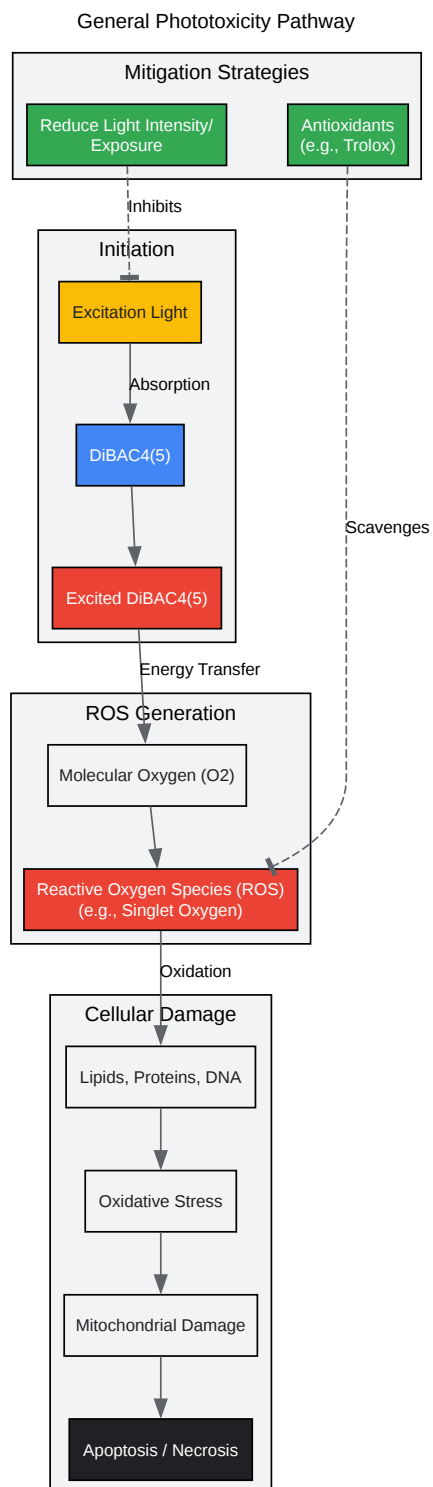 General Phototoxicity Pathway
Mitigation Strategies
Reduce Light Intensity/
Exposure
Antioxidants
(e.g., Trolox)
Inhibits
Initiation
Excitation Light
Absorption
DiBAC4(5)
Scavenges
Excited DiBAC4(5)
Energy Transfer
ROS Generation
Molecular Oxygen (O2)
Reactive Oxygen Species (ROS)
(e.g., Singlet Oxygen)
Oxidation
Cellular Damage
Lipids, Proteins, DNA
Oxidative Stress
Mitochondrial Damage
Apoptosis / Necrosis